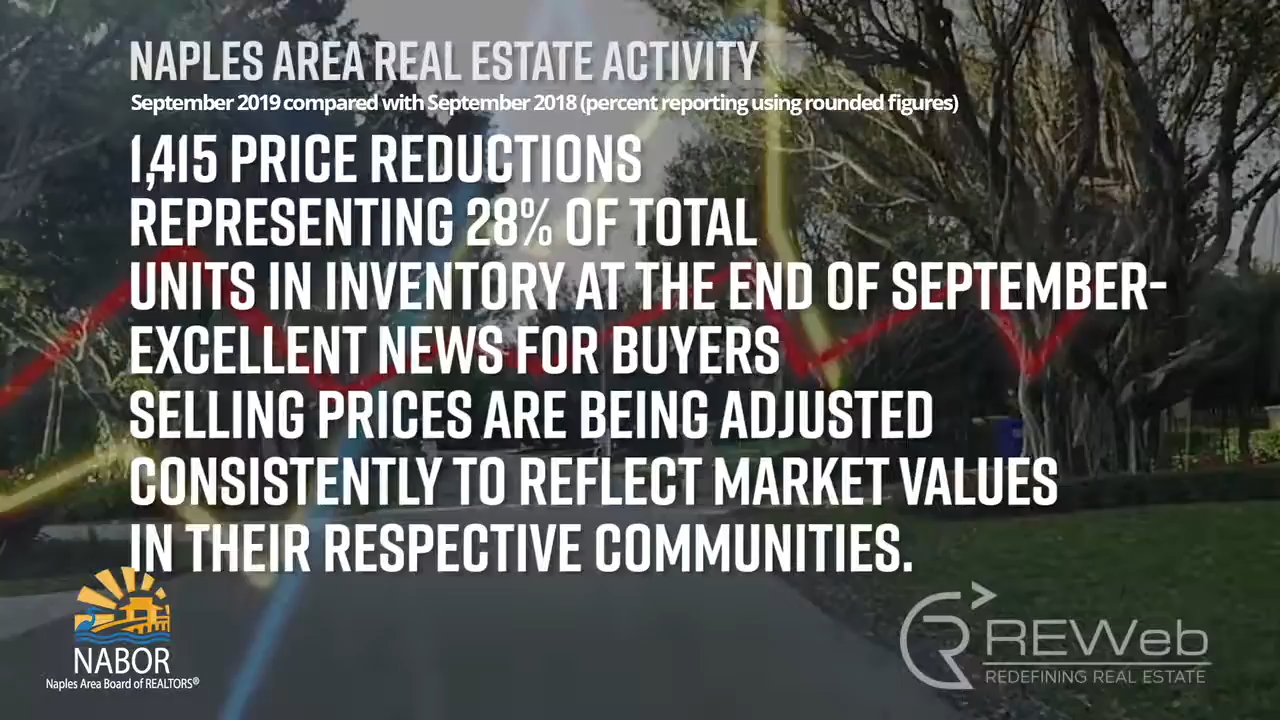 NAPLES AREA REAL ESTATE ACTIVITY
September 2019 compared with September 2018 (percent reporting using rounded figures)
1,415 PRICE REDUCTIONS
REPRESENTING 28% OF TOTAL
UNITS IN INVENTORY AT THE END OF SEPTEMBER-
EXCELLENT NEWS FOR BUYERS
SELLING PRICES ARE BEING ADJUSTED
CONSISTENTLY TO REFLECT MARKET VALUES
IN THEIR RESPECTIVE COMMUNITIES.
NABOR
Naples Area Board of REALTORS®
REWeb
REDEFINING REAL ESTATE